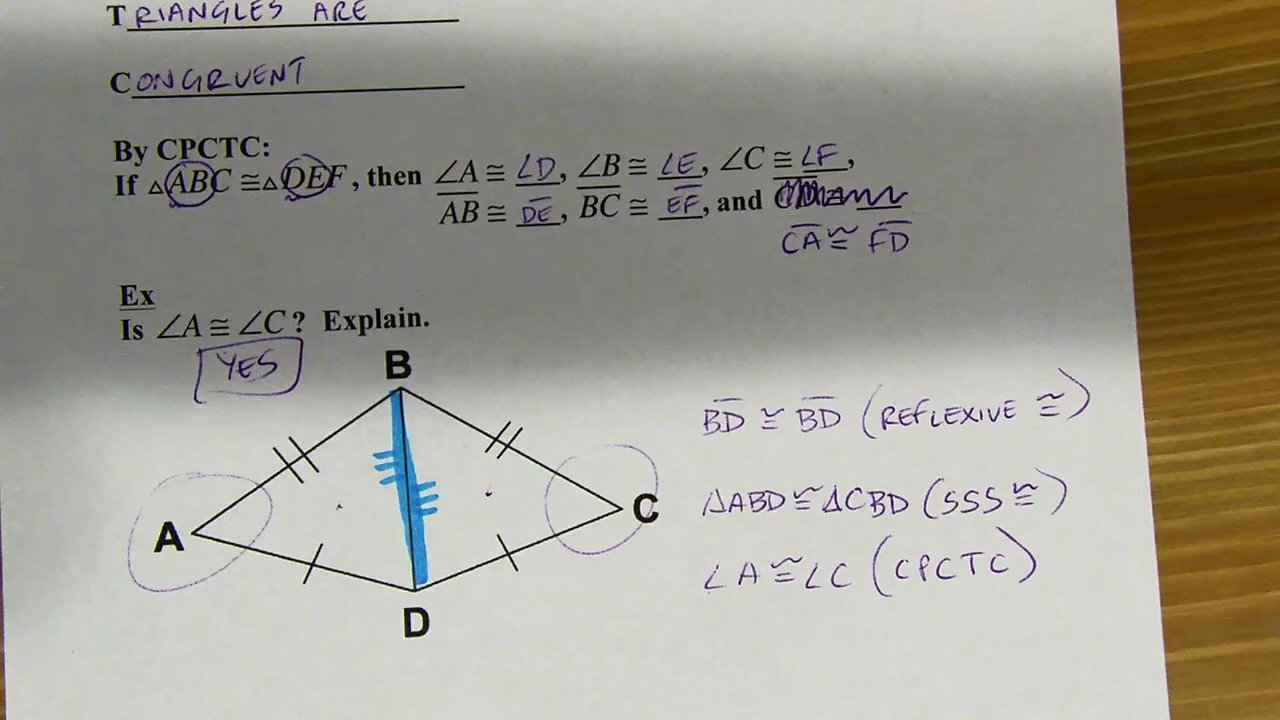 TRIANGLES ARE
CONGRUENT
By CPCTC:
If △ABC ≅ △DEF, then ∠A ≅ ∠D, ∠B ≅ ∠E, ∠C ≅ ∠F,
AB ≅ DE, BC ≅ EF, and
CA ≅ FD
Ex
Is ∠A ≅ ∠C? Explain.
YES
B
BD ≅ BD (REFLEXIVE ≅)
A
C
△ABD ≅ △CBD (SSS ≅)
∠A ≅ ∠C (CPCTC)
D